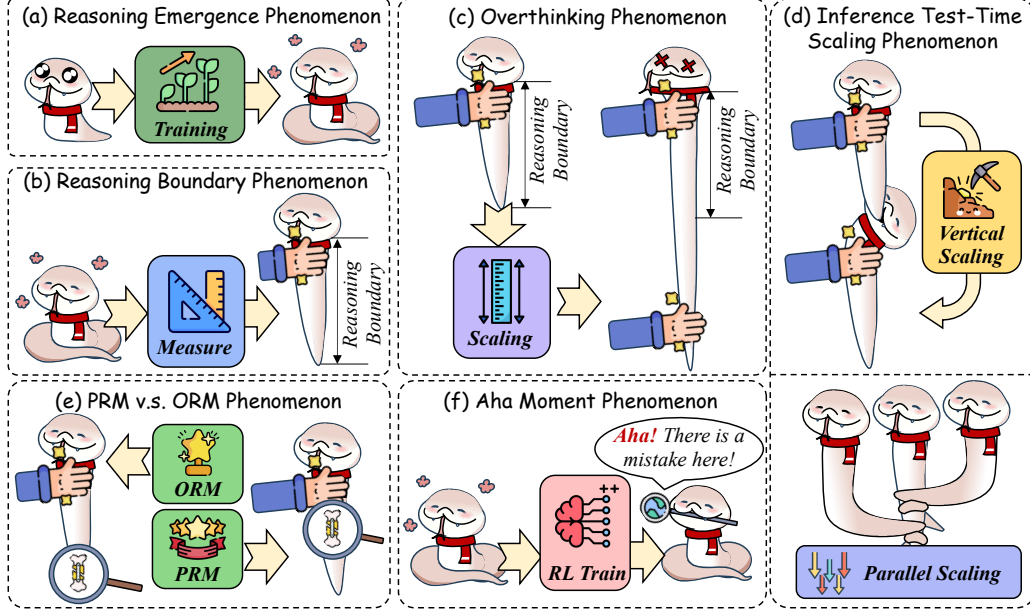 (a) Reasoning Emergence Phenomenon
Training
(b) Reasoning Boundary Phenomenon
Measure
Reasoning
Boundary
(c) Overthinking Phenomenon
Reasoning
Boundary
Reasoning
Boundary
Scaling
(d) Inference Test-Time
Scaling Phenomenon
Vertical
Scaling
Parallel Scaling
(e) PRM v.s. ORM Phenomenon
ORM
PRM
(f) Aha Moment Phenomenon
Aha! There is a
mistake here!
++
RL Train